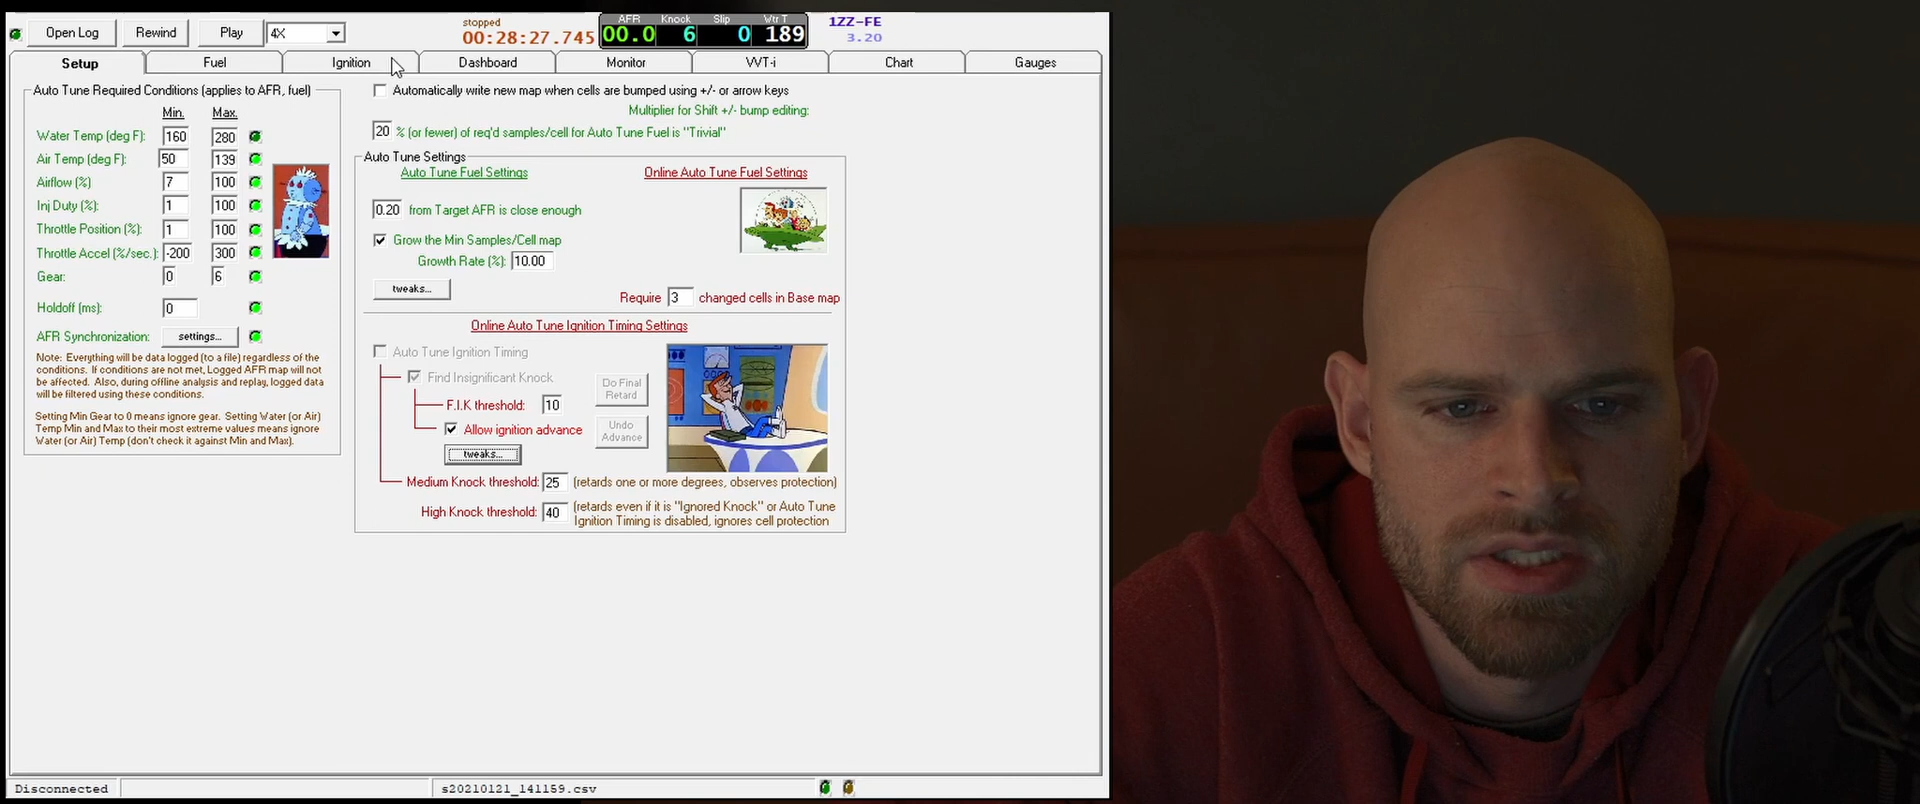 Open Log
Rewind
Play
4X
stopped
00:28:27.745
AFR Knock Slip Wtr T
00.0 6 0 189
1ZZ-FE
3.20
Setup
Fuel
Ignition
Dashboard
Monitor
VVT-i
Chart
Gauges
Auto Tune Required Conditions (applies to AFR, fuel)
Min. Max.
Water Temp (deg F): 160 280
Air Temp (deg F): 50 139
Airflow (%) 7 100
Inj Duty (%): 1 100
Throttle Position (%): 1 100
Throttle Accel (%/sec.): -200 300
Gear: 0 6
Holdoff (ms): 0
AFR Synchronization: settings...
Note: Everything will be data logged (to a file) regardless of the
conditions. If conditions are not met, Logged AFR map will not
be affected. Also, during offline analysis and replay, logged data
will be filtered using these conditions.
Setting Min Gear to 0 means ignore gear. Setting Water (or Air)
Temp Min and Max to their most extreme values means ignore
Water (or Air) Temp (don't check it against Min and Max).
Automatically write new map when cells are bumped using +/- or arrow keys
Multiplier for Shift +/- bump editing:
20 % (or fewer) of req'd samples/cell for Auto Tune Fuel is "Trivial"
Auto Tune Settings
Auto Tune Fuel Settings
Online Auto Tune Fuel Settings
0.20 from Target AFR is close enough
Grow the Min Samples/Cell map
Growth Rate (%): 10.00
tweaks...
Require 3 changed cells in Base map
Online Auto Tune Ignition Timing Settings
Auto Tune Ignition Timing
Find Insignificant Knock
Do Final
Retard
F.I.K threshold: 10
Allow ignition advance
Undo
Advance
tweaks...
Medium Knock threshold: 25 (retards one or more degrees, observes protection)
High Knock threshold: 40 (retards even if it is "Ignored Knock" or Auto Tune
Ignition Timing is disabled, ignores cell protection
Disconnected
s20210121_141159.csv